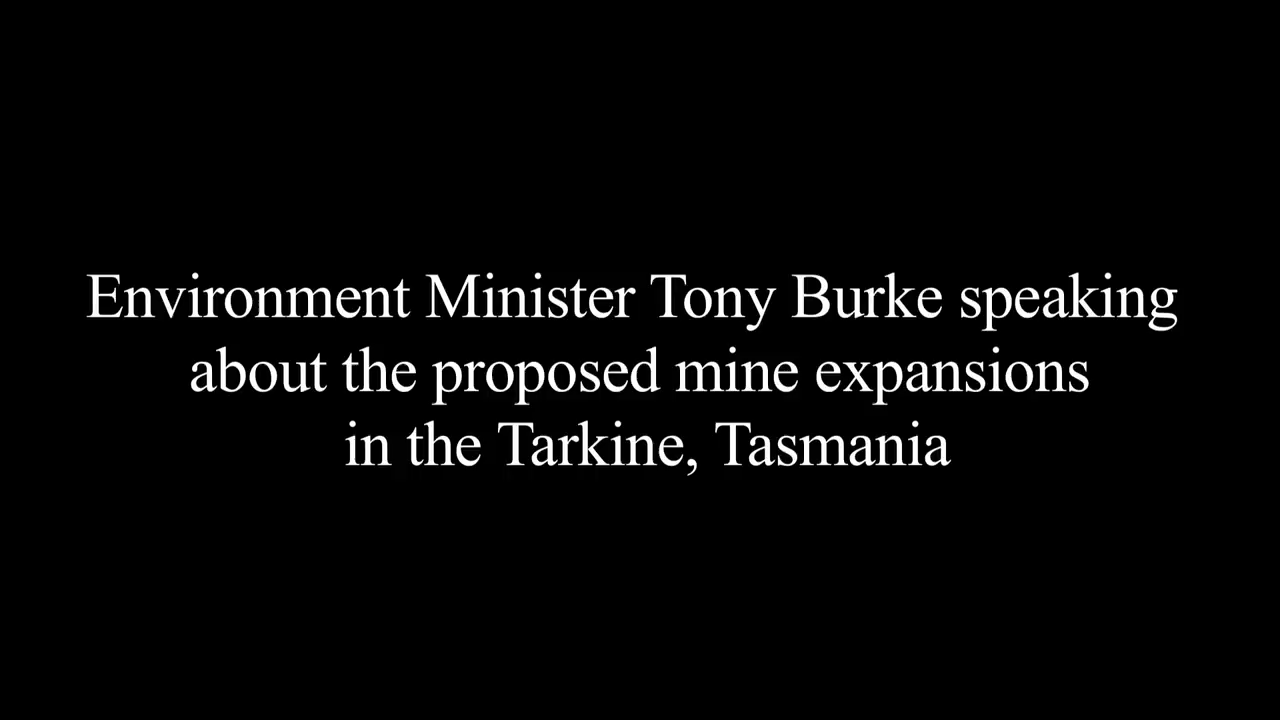 Environment Minister Tony Burke speaking
about the proposed mine expansions
in the Tarkine, Tasmania